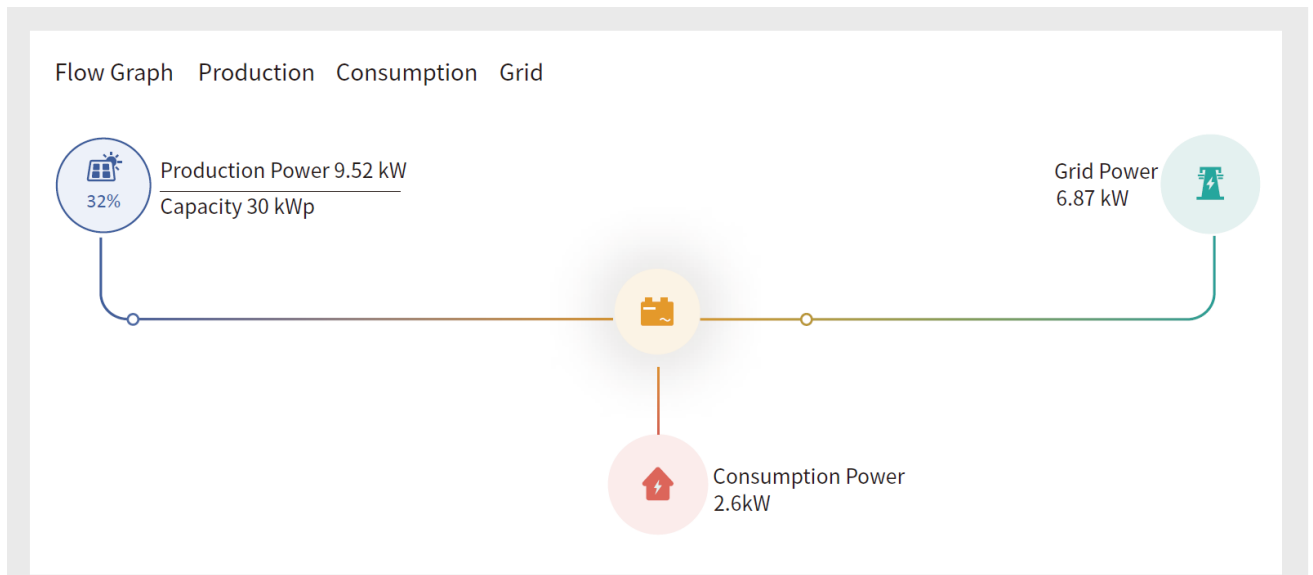 Flow Graph Production Consumption Grid
32%
Production Power 9.52 kW
Capacity 30 kWp
Grid Power
6.87 kW
Consumption Power
2.6kW